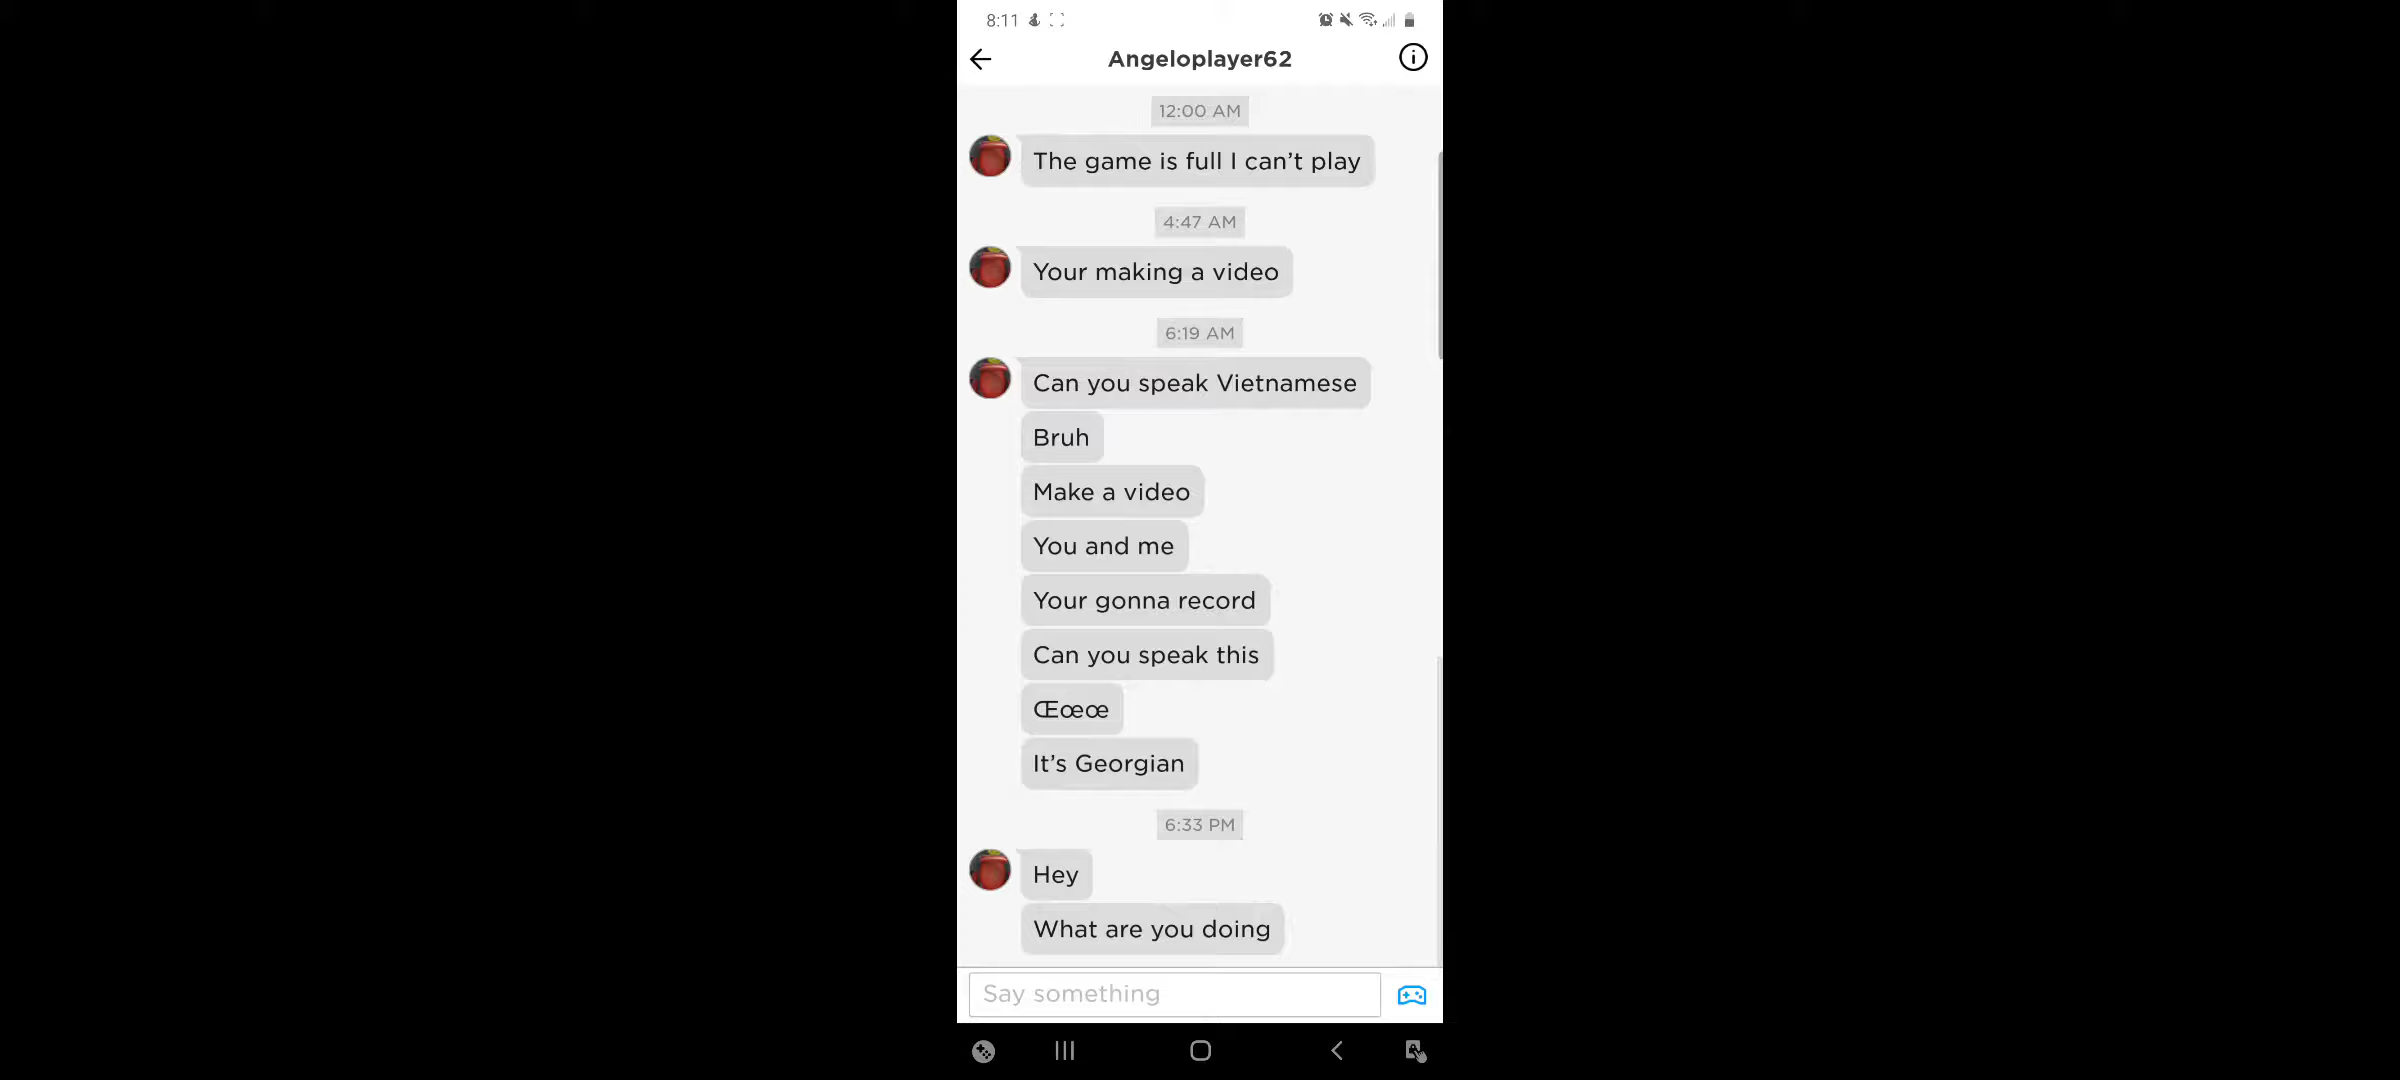 8:11
Angeloplayer62
12:00 AM
The game is full I can't play
4:47 AM
Your making a video
6:19 AM
Can you speak Vietnamese
Bruh
Make a video
You and me
Your gonna record
Can you speak this
Œœœ
It's Georgian
6:33 PM
Hey
What are you doing
Say something